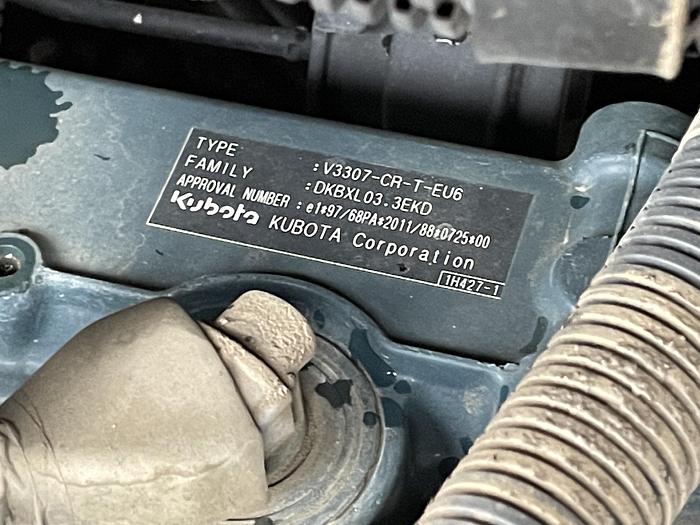 TYPE : V3307-CR-T-EU6
FAMILY : DKBXL03.3EKD
APPROVAL NUMBER : e1*97/68PA*2011/88*0725*00
Kubota KUBOTA Corporation
1H427-1